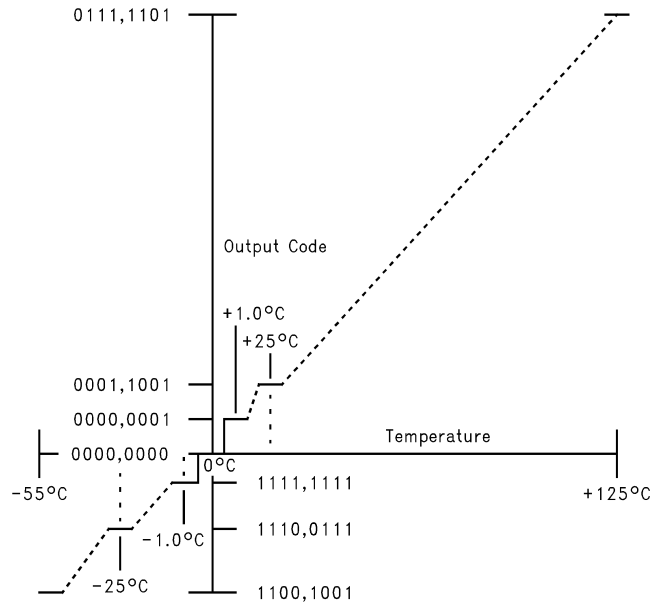 0111,1101
Output Code
+1.0°C
+25°C
0001,1001
0000,0001
Temperature
0000,0000
0°C
-55°C
+125°C
1111,1111
1110,0111
-1.0°C
-25°C
1100,1001